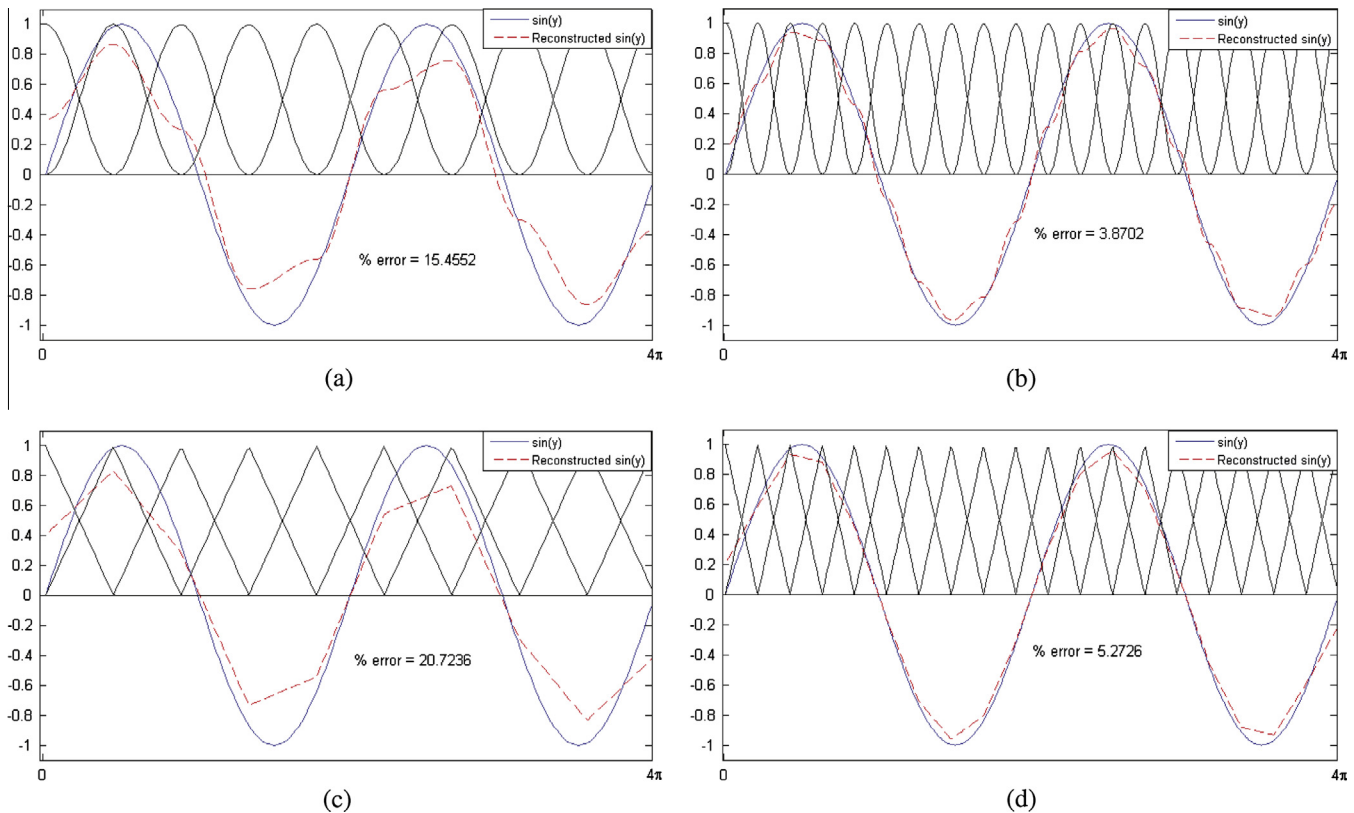 1
0.8
0.6
0.4
0.2
0
-0.2
-0.4
-0.6
-0.8
-1
sin(y)
Reconstructed sin(y)
% error = 15.4552
0
4π
(a)
1
0.8
0.6
0.4
0.2
0
-0.2
-0.4
-0.6
-0.8
-1
sin(y)
Reconstructed sin(y)
% error = 3.8702
0
4π
(b)
1
0.8
0.6
0.4
0.2
0
-0.2
-0.4
-0.6
-0.8
-1
sin(y)
Reconstructed sin(y)
% error = 20.7236
0
4π
(c)
1
0.8
0.6
0.4
0.2
0
-0.2
-0.4
-0.6
-0.8
-1
sin(y)
Reconstructed sin(y)
% error = 5.2726
0
4π
(d)